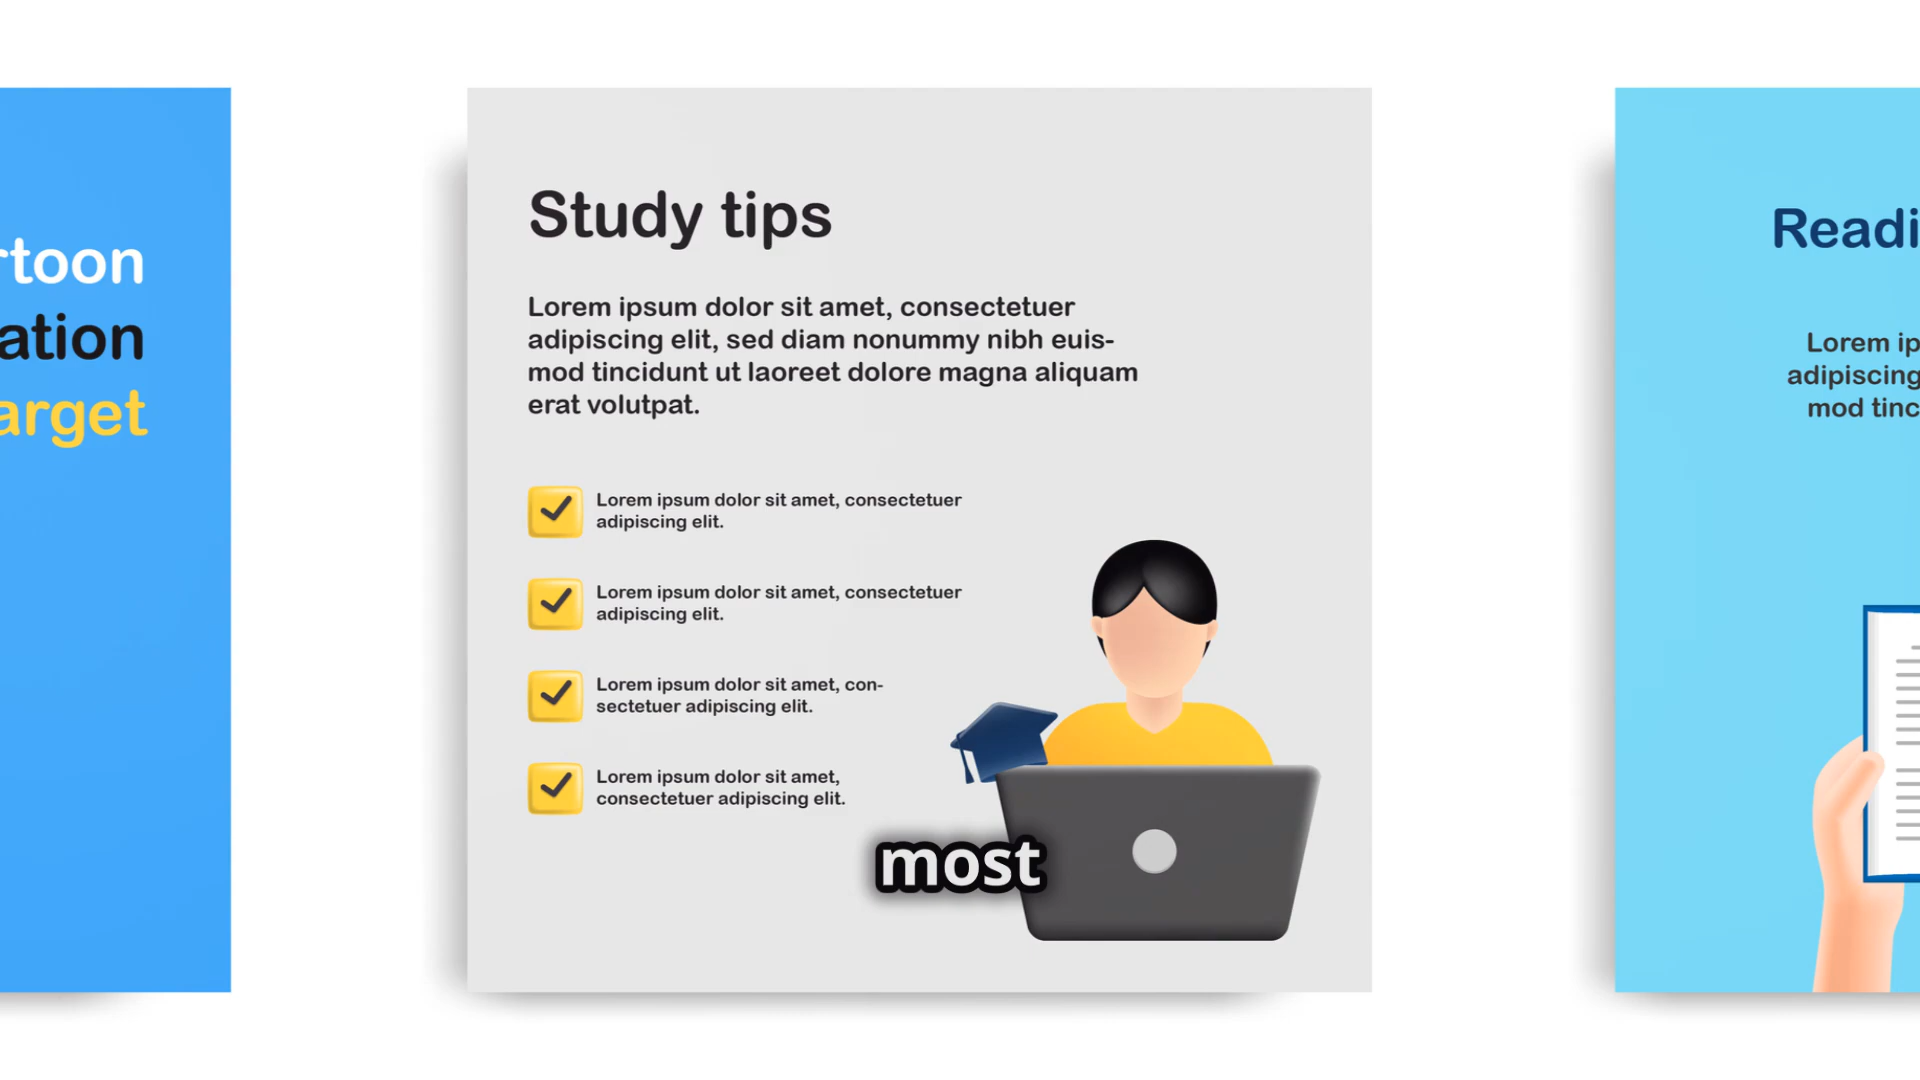 rtoon
ation
arget
Study tips
Lorem ipsum dolor sit amet, consectetuer
adipiscing elit, sed diam nonummy nibh euis-
mod tincidunt ut laoreet dolore magna aliquam
erat volutpat.
Lorem ipsum dolor sit amet, consectetuer
adipiscing elit.
Lorem ipsum dolor sit amet, consectetuer
adipiscing elit.
Lorem ipsum dolor sit amet, con-
sectetuer adipiscing elit.
Lorem ipsum dolor sit amet,
consectetuer adipiscing elit.
most
Readi
Lorem ip
adipiscing
mod tinc